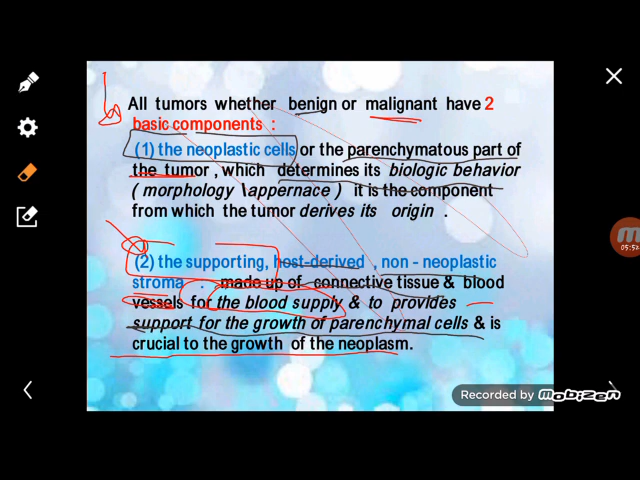 All tumors whether benign or malignant have 2
basic components :
(1) the neoplastic cells or the parenchymatous part of
the tumor , which determines its biologic behavior
( morphology \appernace ) it is the component
from which the tumor derives its origin .
(2) the supporting, host-derived , non - neoplastic
stroma . made up of connective tissue & blood
vessels for the blood supply & to provides
support for the growth of parenchymal cells & is
crucial to the growth of the neoplasm.
Recorded by MOBIZEN